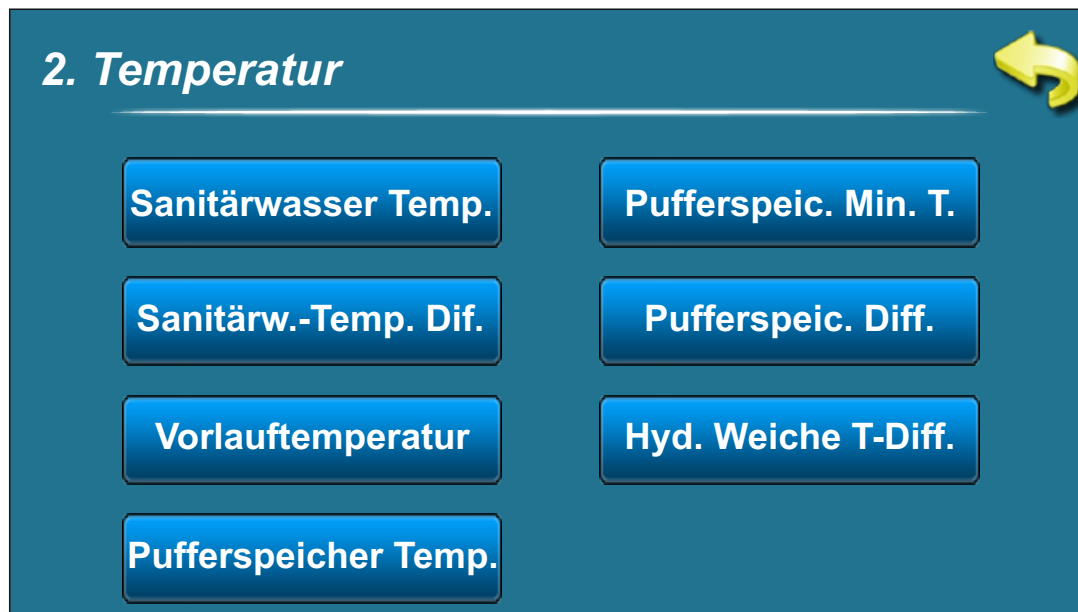 2. Temperatur
Sanitärwasser Temp.
Pufferspeic. Min. T.
Sanitärw.-Temp. Dif.
Pufferspeic. Diff.
Vorlauftemperatur
Hyd. Weiche T-Diff.
Pufferspeicher Temp.